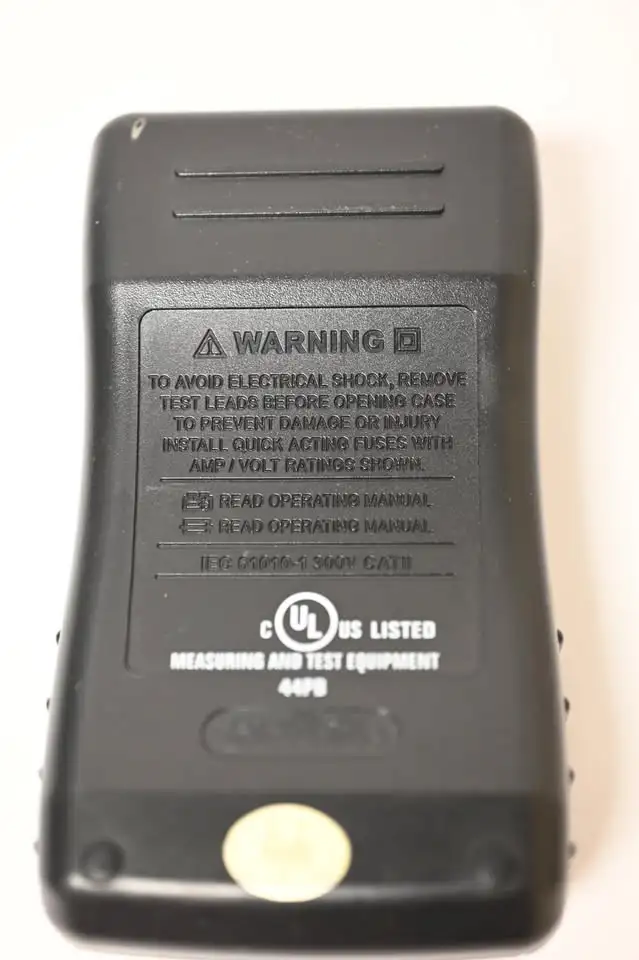 WARNING
TO AVOID ELECTRICAL SHOCK, REMOVE
TEST LEADS BEFORE OPENING CASE
TO PREVENT DAMAGE OR INJURY
INSTALL QUICK ACTING FUSES WITH
AMP / VOLT RATINGS SHOWN.
READ OPERATING MANUAL
READ OPERATING MANUAL
IEC 61010-1 300V CAT II
C UL US LISTED
MEASURING AND TEST EQUIPMENT